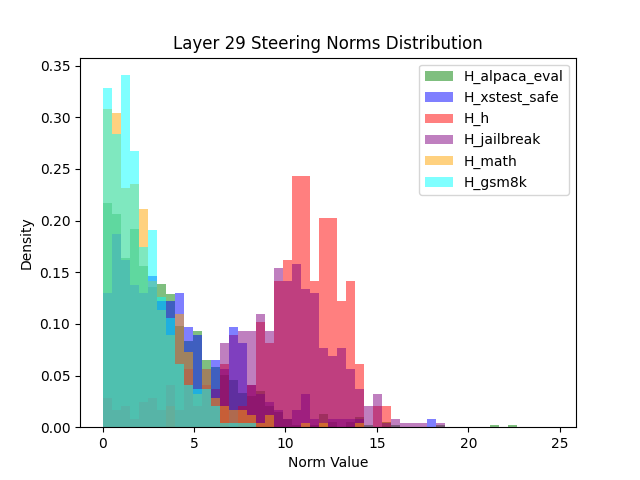 Layer 29 Steering Norms Distribution
Density
0.35
0.30
0.25
0.20
0.15
0.10
0.05
0.00
H_alpaca_eval
H_xstest_safe
H_h
H_jailbreak
H_math
H_gsm8k
0 5 10 15 20 25
Norm Value